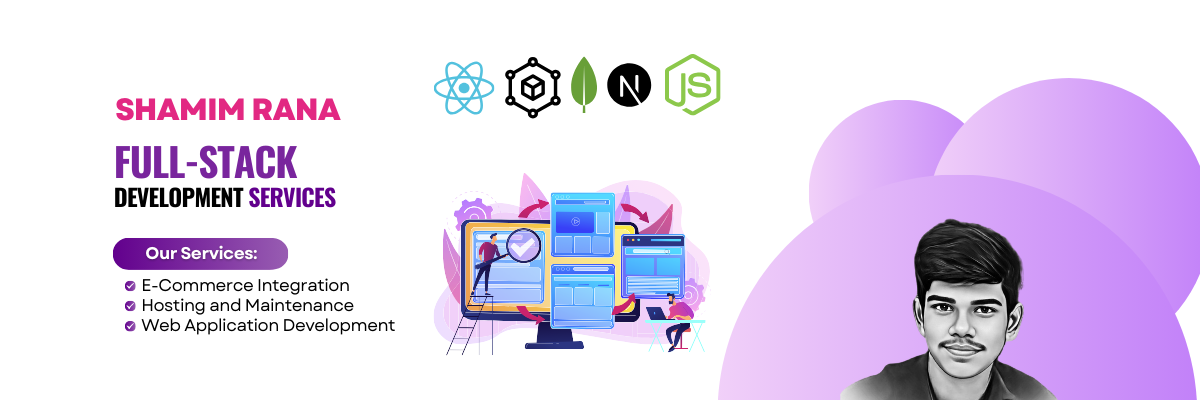 SHAMIM RANA
FULL-STACK
DEVELOPMENT SERVICES
Our Services:
E-Commerce Integration
Hosting and Maintenance
Web Application Development
N
JS